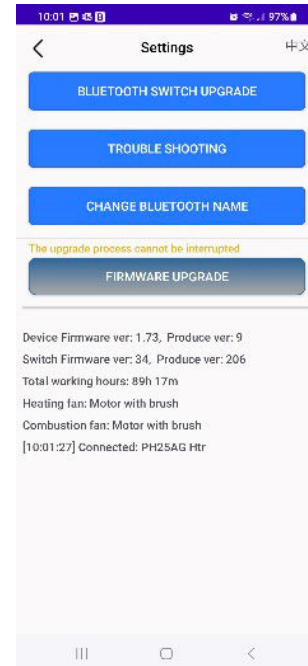 10:01 97%
Settings 中文
BLUETOOTH SWITCH UPGRADE
TROUBLE SHOOTING
CHANGE BLUETOOTH NAME
The upgrade process cannot be interrupted
FIRMWARE UPGRADE
Device Firmware ver: 1.73, Produce ver: 9
Switch Firmware ver: 34, Produce ver: 206
Total working hours: 89h 17m
Heating fan: Motor with brush
Combustion fan: Motor with brush
[10:01:27] Connected: PH25AG Htr